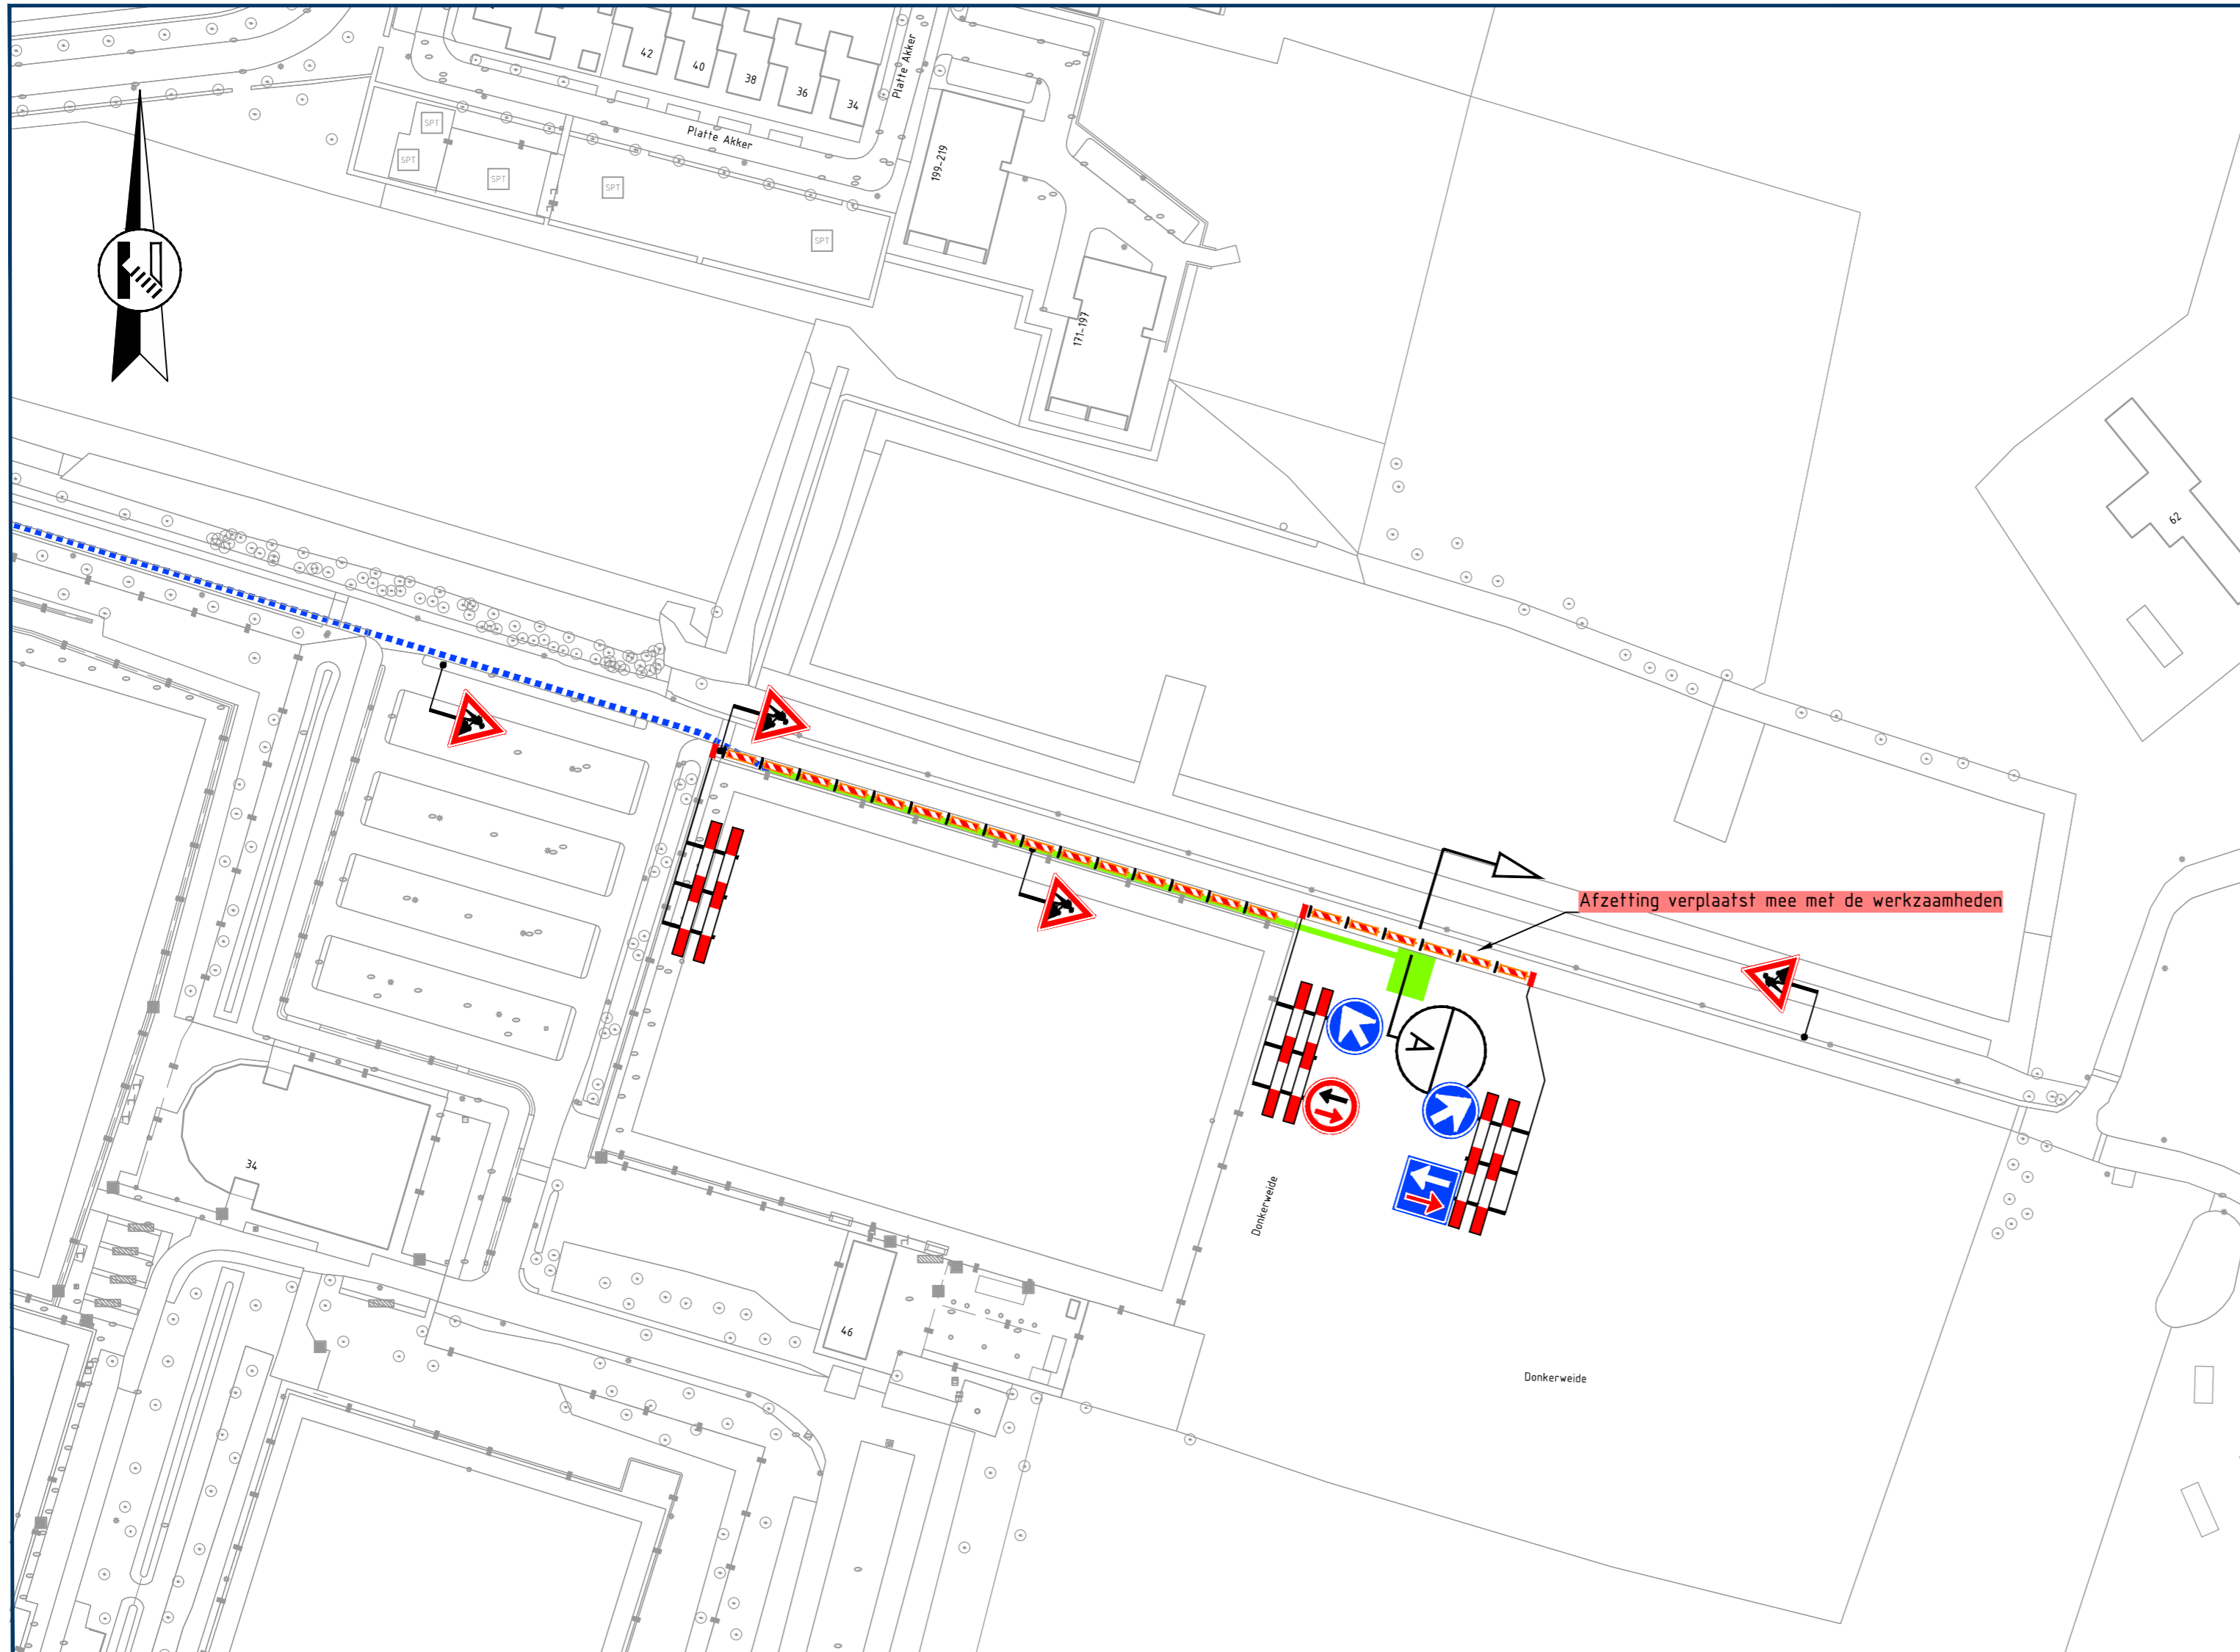 42
40
38
36
34
Platte Akker
Platte Akker
SPT
SPT
SPT
SPT
SPT
199-219
171-197
62
Afzetting verplaatst mee met de werkzaamheden
A
34
46
Donkerweide
Donkerweide